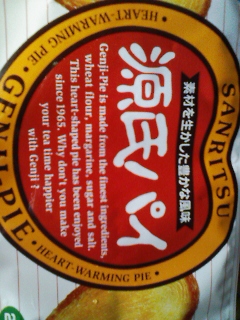 SANRITSU
素材を生かした豊かな風味
源氏パイ
Genji-Pie is made from the finest ingredients,
wheat flour, margarine, sugar and salt.
This heart-shaped pie has been enjoyed
since 1965. Why don't you make
your tea time happier
with Genji?
• HEART-WARMING PIE •
GENJI-PIE
• HEART-WARMING PIE •